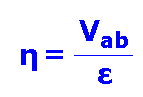 η = V_ab / ε